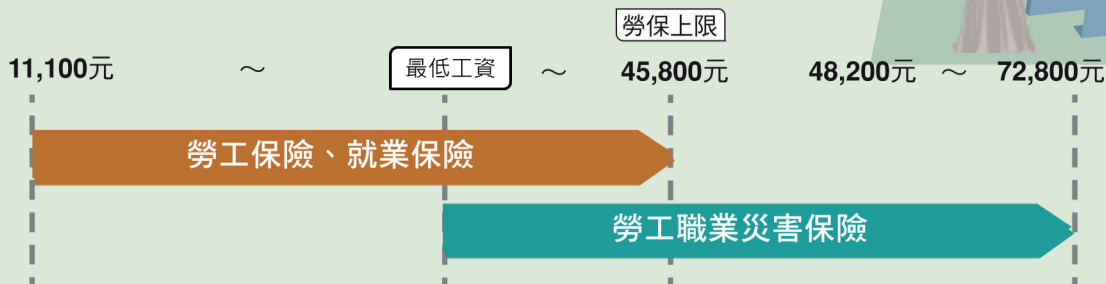 勞保上限
11,100元 ~ 最低工資 ~ 45,800元 48,200元 ~ 72,800元
勞工保險、就業保險
勞工職業災害保險